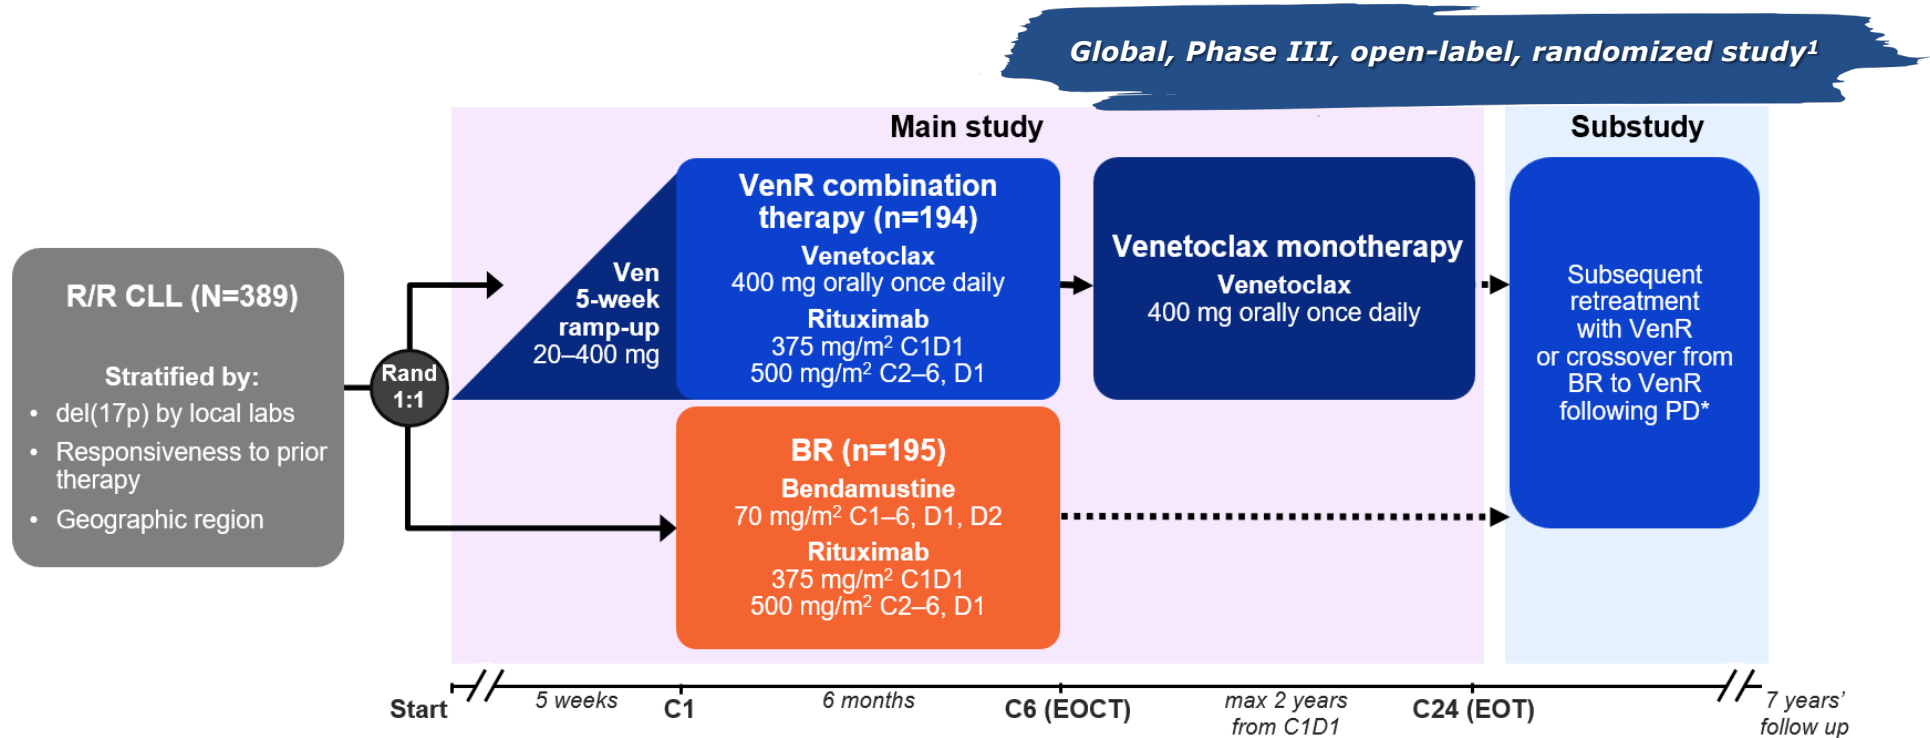 Global, Phase III, open-label, randomized study¹
Main study
Substudy
R/R CLL (N=389)
Stratified by:
• del(17p) by local labs
• Responsiveness to prior
therapy
• Geographic region
Rand
1:1
Ven
5-week
ramp-up
20–400 mg
VenR combination
therapy (n=194)
Venetoclax
400 mg orally once daily
Rituximab
375 mg/m² C1D1
500 mg/m² C2–6, D1
Venetoclax monotherapy
Venetoclax
400 mg orally once daily
Subsequent
retreatment
with VenR
or crossover from
BR to VenR
following PD*
BR (n=195)
Bendamustine
70 mg/m² C1–6, D1, D2
Rituximab
375 mg/m² C1D1
500 mg/m² C2–6, D1
Start
5 weeks
C1
6 months
C6 (EOCT)
max 2 years
from C1D1
C24 (EOT)
7 years’
follow up